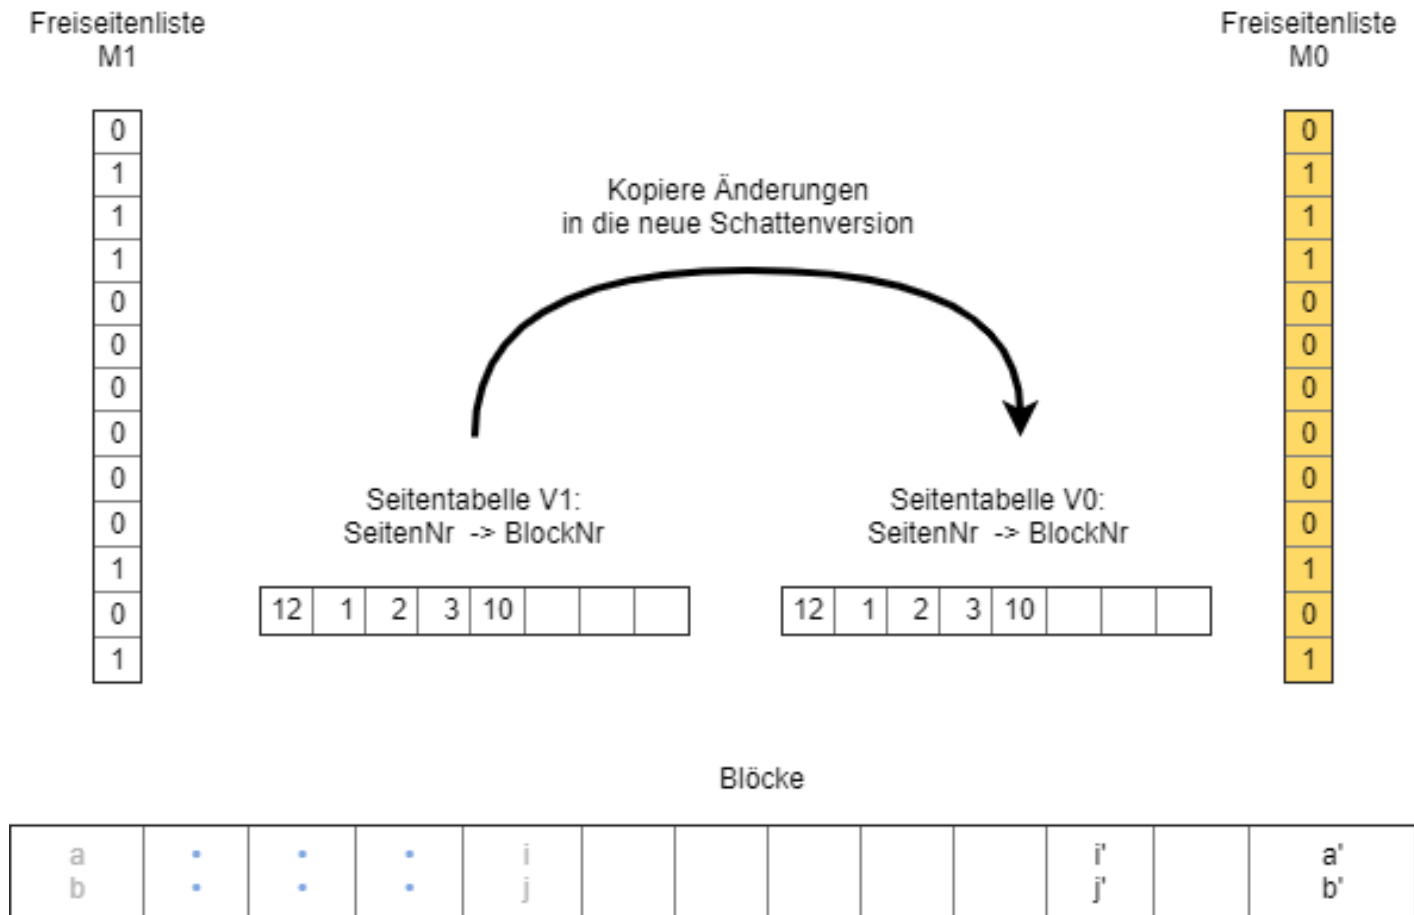 Freiseitenliste
M1
Freiseitenliste
M0
Kopiere Änderungen
in die neue Schattenversion
0
1
1
1
0
0
0
0
0
0
1
0
1
0
1
1
1
0
0
0
0
0
0
1
0
1
Seitentabelle V1:
SeitenNr -> BlockNr
12 1 2 3 10
Seitentabelle V0:
SeitenNr -> BlockNr
12 1 2 3 10
Blöcke
a : : : i i' a'
b : : : j j' b'